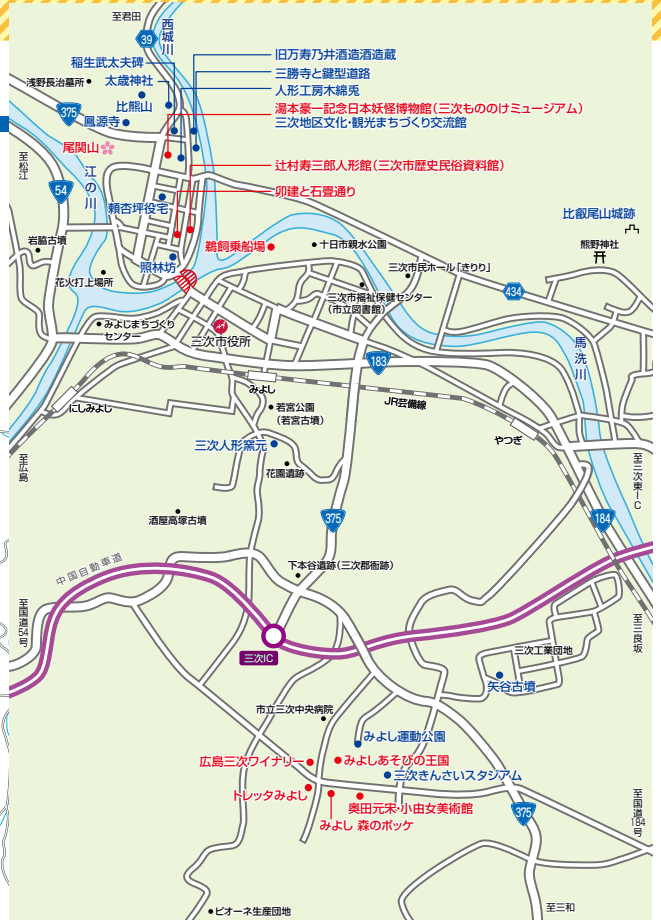 至君田
西城川
39
稲生武太夫碑
旧万寿乃井酒造酒造蔵
三勝寺と鍵型道路
浅野長治墓所
太歳神社
人形工房木綿兎
比熊山
湯本豪一記念日本妖怪博物館(三次もののけミュージアム)
三次地区文化・観光まちづくり交流館
375
鳳源寺
尾関山
至松江
江の川
辻村寿三郎人形館(三次市歴史民俗資料館)
54
卯建と石畳通り
頼杏坪役宅
比叡尾山城跡
岩脇古墳
鵜飼乗船場
十日市親水公園
熊野神社
照林坊
三次市民ホール「きりり」
花火打上場所
三次市福祉保健センター
(市立図書館)
434
みよしまちづくり
センター
三次市役所
馬洗川
183
みよし
にしみよし
若宮公園
(若宮古墳)
JR芸備線
やつぎ
三次人形窯元
至広島
花園遺跡
至三次東IC
酒屋高塚古墳
375
184
中国自動車道
下本谷遺跡(三次郡衙跡)
至国道54号
至三良坂
三次IC
三次工業団地
矢谷古墳
市立三次中央病院
みよし運動公園
広島三次ワイナリー
みよしあそびの王国
三次きんさいスタジアム
トレッタみよし
奥田元宋・小由女美術館
みよし 森のポッケ
375
至国道184号
ピオーネ生産団地
至三和